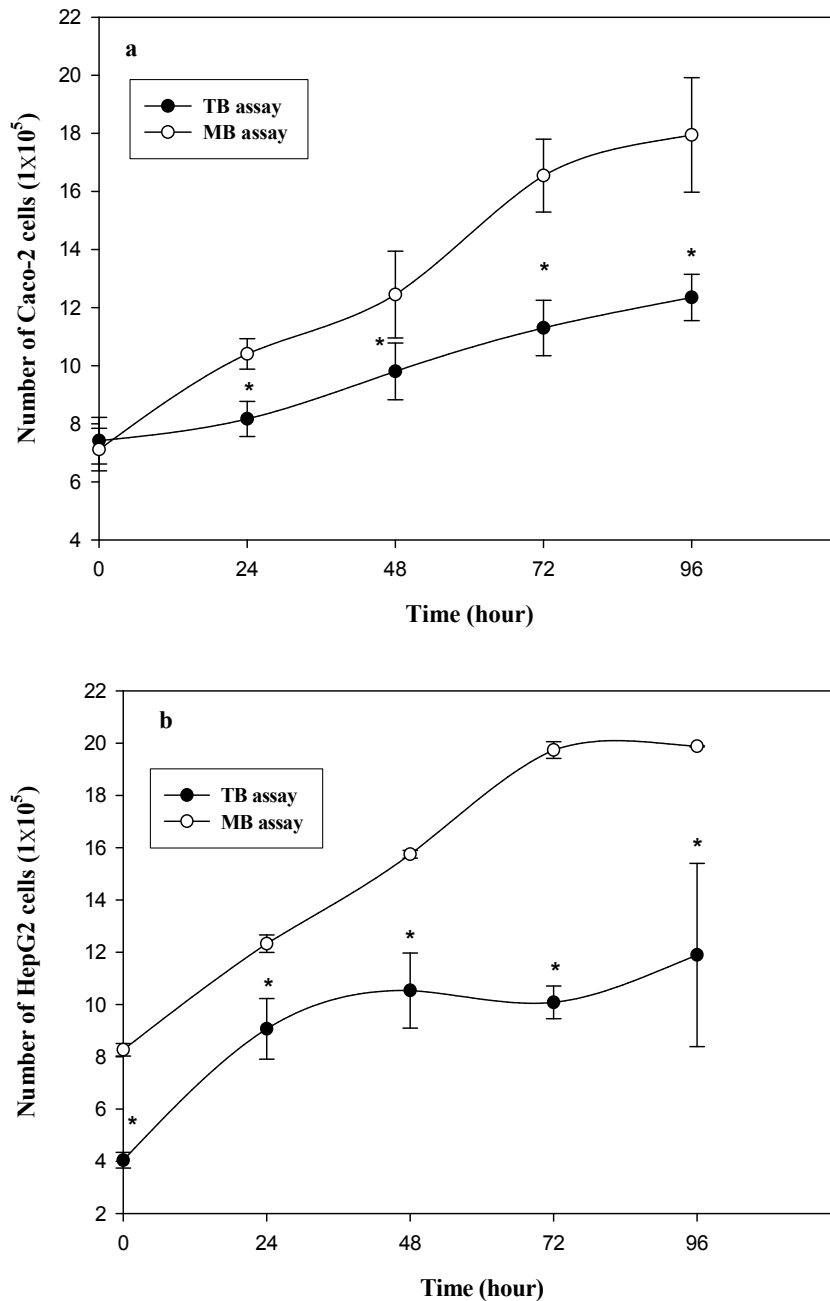 22
20
18
16
14
12
10
8
6
4
Number of Caco-2 cells (1X10⁵)
a
TB assay
MB assay
*
*
*
*
0 24 48 72 96
Time (hour)
22
20
18
16
14
12
10
8
6
4
2
Number of HepG2 cells (1X10⁵)
b
TB assay
MB assay
*
*
*
*
*
0 24 48 72 96
Time (hour)